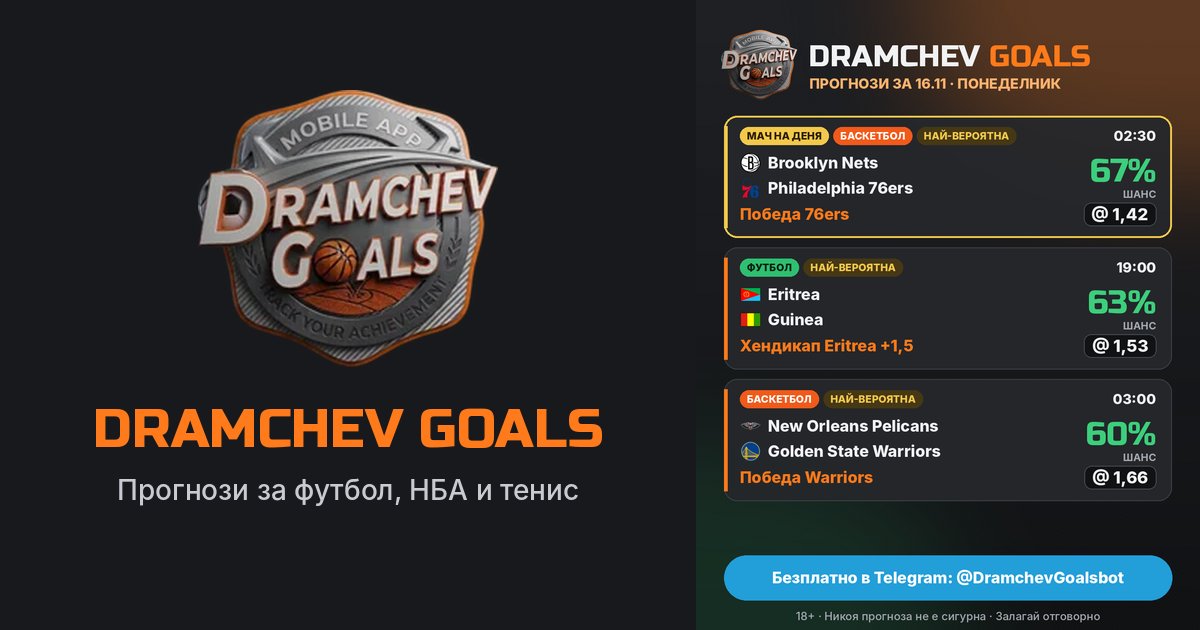 MOBILE APP
DRAMCHEV
GOALS
TRACK YOUR ACHIEVEMENT
DRAMCHEV GOALS
Прогнози за футбол, НБА и тенис
MOBILE APP
DRAMCHEV
GOALS
DRAMCHEV GOALS
ПРОГНОЗИ ЗА 16.11 · ПОНЕДЕЛНИК
МАЧ НА ДЕНЯ БАСКЕТБОЛ НАЙ-ВЕРОЯТНА 02:30
Brooklyn Nets 67%
Philadelphia 76ers ШАНС
Победа 76ers @ 1,42
ФУТБОЛ НАЙ-ВЕРОЯТНА 19:00
Eritrea 63%
Guinea ШАНС
Хендикап Eritrea +1,5 @ 1,53
БАСКЕТБОЛ НАЙ-ВЕРОЯТНА 03:00
New Orleans Pelicans 60%
Golden State Warriors ШАНС
Победа Warriors @ 1,66
Безплатно в Telegram: @DramchevGoalsbot
18+ · Никоя прогноза не е сигурна · Залагай отговорно